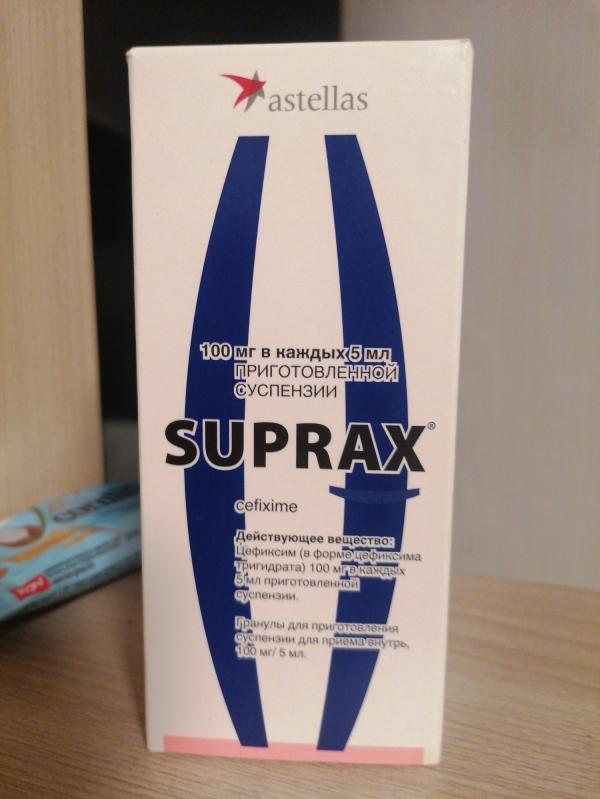 astellas
100 мг в каждых 5 мл
ПРИГОТОВЛЕННОЙ
СУСПЕНЗИИ
SUPRAX®
cefixime
Действующее вещество:
Цефиксим (в форме цефиксима
тригидрата) 100 мг в каждых
5 мл приготовленной
суспензии.
Гранулы для приготовления
суспензии для приема внутрь,
100 мг/ 5 мл.